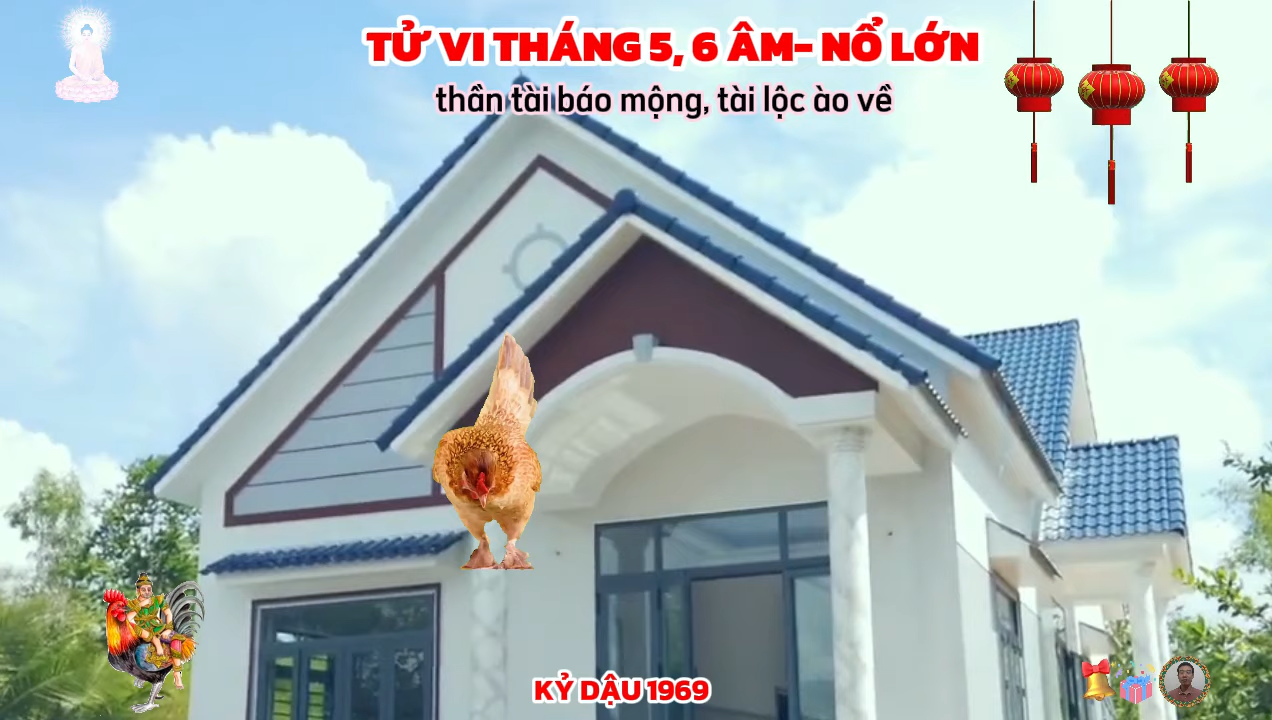 TỬ VI THÁNG 5, 6 ÂM- NỔ LỚN
thần tài báo mộng, tài lộc ào về
KỶ DẬU 1969